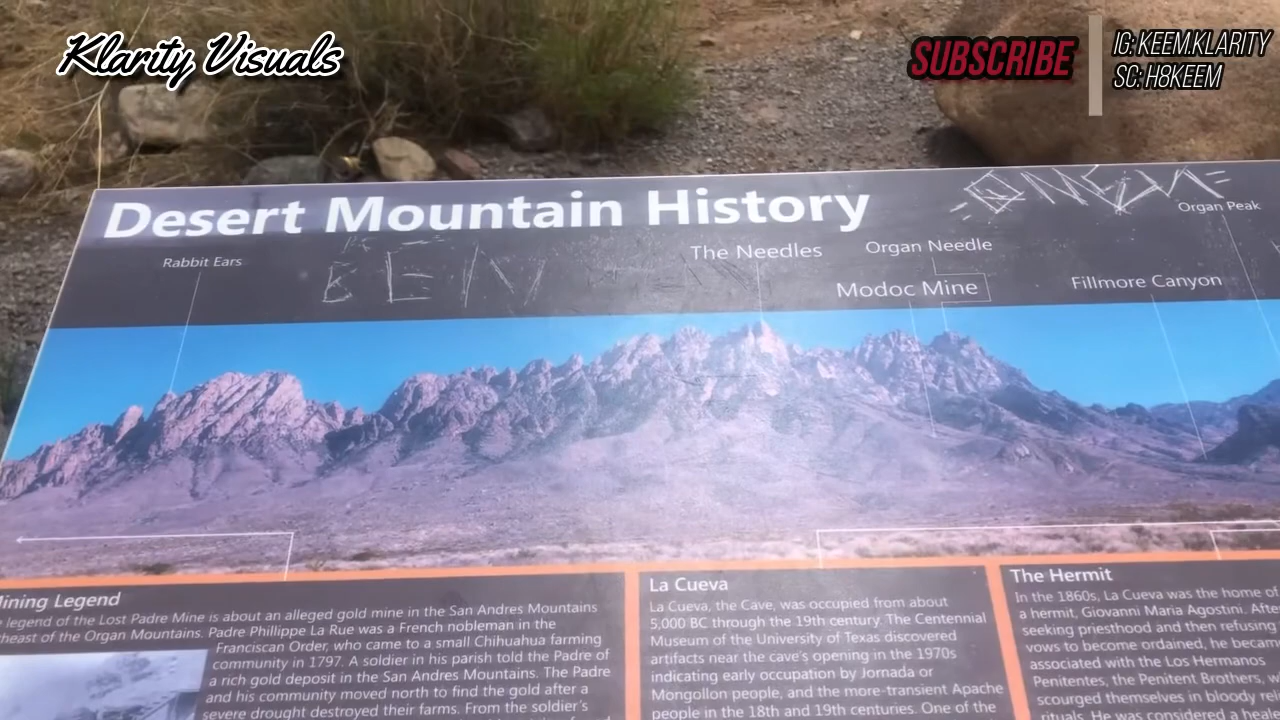 Klarity Visuals
SUBSCRIBE
IG: KEEM.KLARITY
SC: H8KEEM
Desert Mountain History
Rabbit Ears
BEN
The Needles
Organ Needle
Modoc Mine
Organ Peak
Fillmore Canyon
Mining Legend
legend of the Lost Padre Mine is about an alleged gold mine in the San Andres Mountains
of the Organ Mountains. Padre Phillippe La Rue was a French nobleman in the
Franciscan Order, who came to a small Chihuahua farming
community in 1797. A soldier in his parish told the Padre of
a rich gold deposit in the San Andres Mountains. The Padre
and his community moved north to find the gold after a
severe drought destroyed their farms. From the soldier's
La Cueva
La Cueva, the Cave, was occupied from about
5,000 BC through the 19th century. The Centennial
Museum of the University of Texas discovered
artifacts near the cave's opening in the 1970s
indicating early occupation by Jornada or
Mongollon people, and the more-transient Apache
people in the 18th and 19th centuries. One of the
The Hermit
In the 1860s, La Cueva was the home of
a hermit, Giovanni Maria Agostini. Afte
seeking priesthood and then refusing
vows to become ordained, he becam
associated with the Los Hermanos
Penitentes, the Penitent Brothers, w
scourged themselves in bloody rel
rituals. He was considered a heale